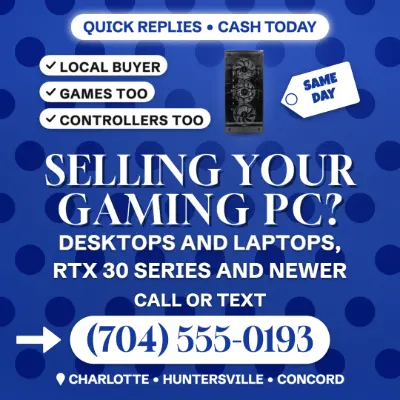 QUICK REPLIES • CASH TODAY
✓ LOCAL BUYER
✓ GAMES TOO
✓ CONTROLLERS TOO
SAME
DAY
SELLING YOUR
GAMING PC?
DESKTOPS AND LAPTOPS,
RTX 30 SERIES AND NEWER
CALL OR TEXT
(704) 555-0193
CHARLOTTE • HUNTERSVILLE • CONCORD